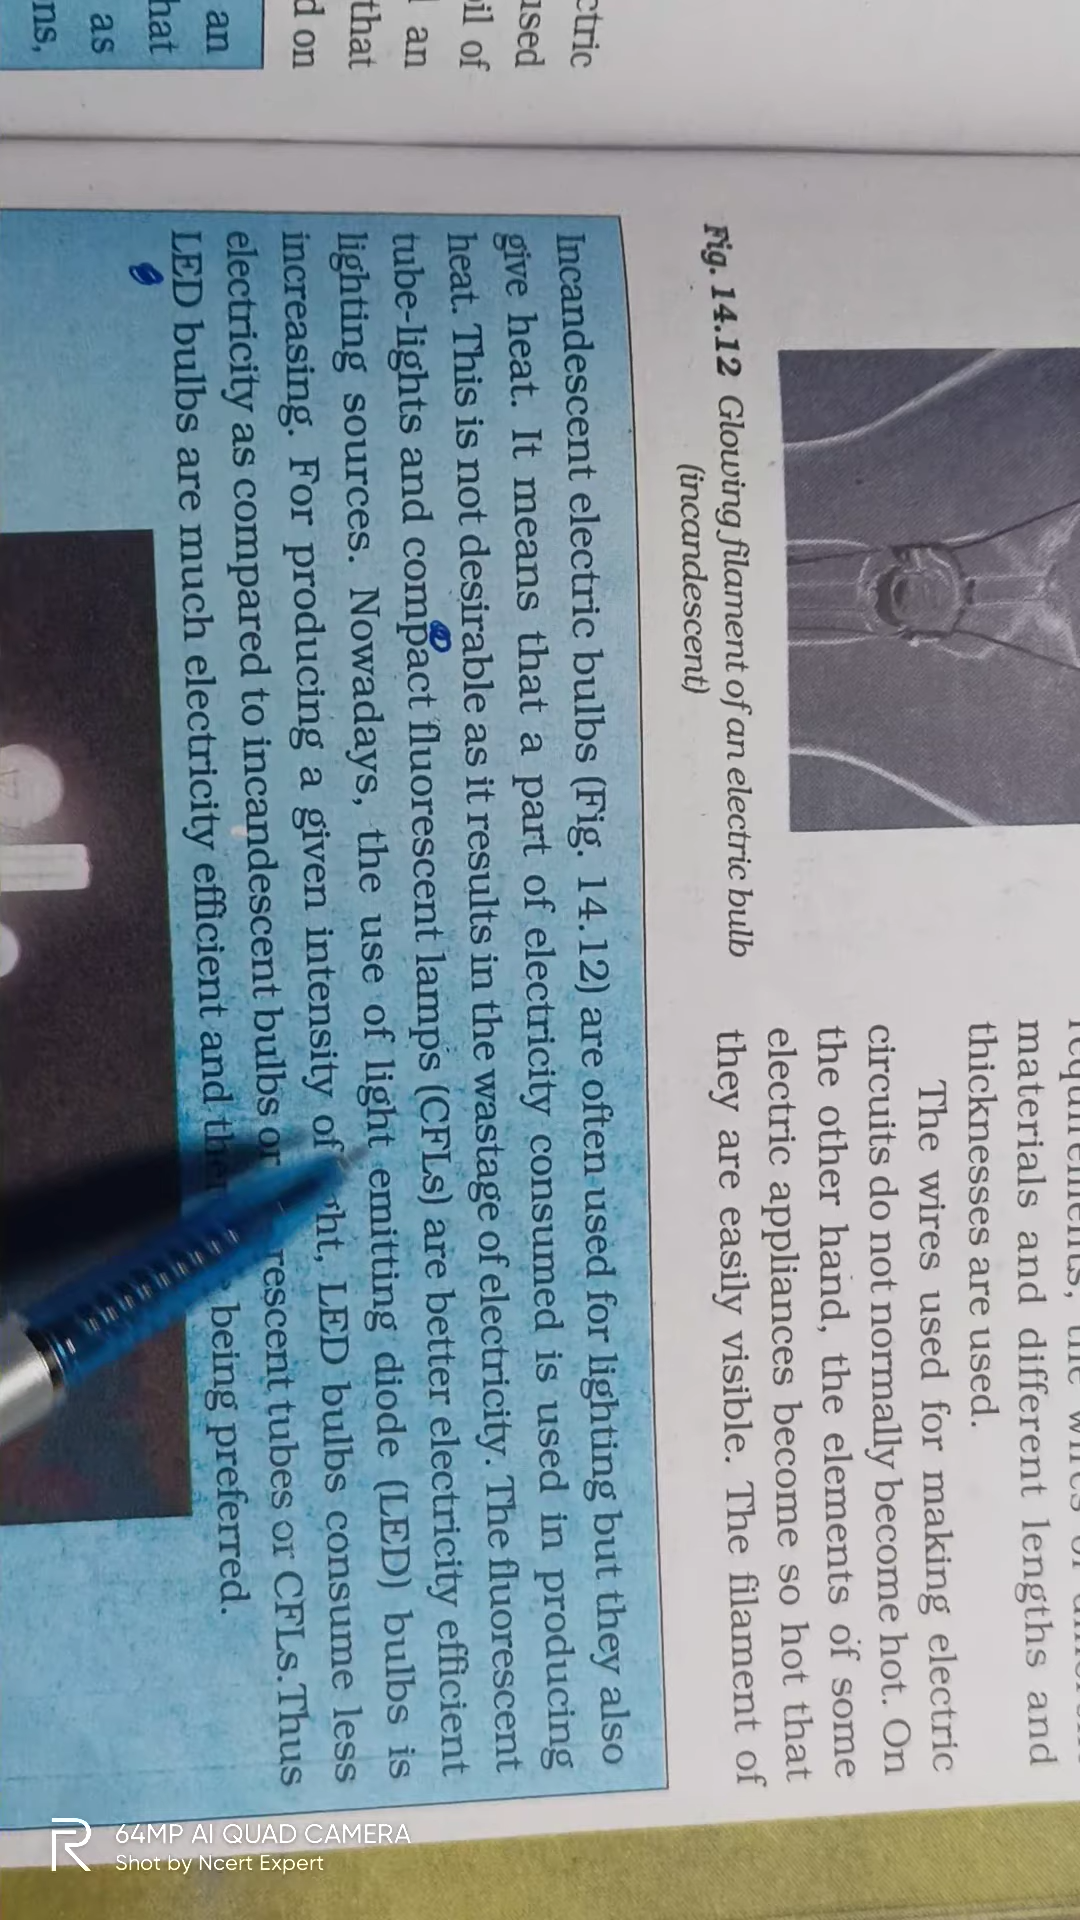 ctric
used
oil of
an
that
d on
an
hat
as
ns,
materials and different lengths and
thicknesses are used.
The wires used for making electric
circuits do not normally become hot. On
the other hand, the elements of some
electric appliances become so hot that
they are easily visible. The filament of
Fig. 14.12 Glowing filament of an electric bulb
(incandescent)
Incandescent electric bulbs (Fig. 14.12) are often used for lighting but they also
give heat. It means that a part of electricity consumed is used in producing
heat. This is not desirable as it results in the wastage of electricity. The fluorescent
tube-lights and compact fluorescent lamps (CFLs) are better electricity efficient
lighting sources. Nowadays, the use of light emitting diode (LED) bulbs is
increasing. For producing a given intensity of ht, LED bulbs consume less
electricity as compared to incandescent bulbs or rescent tubes or CFLs.Thus
LED bulbs are much electricity efficient and being preferred.
64MP AI QUAD CAMERA
Shot by Ncert Expert